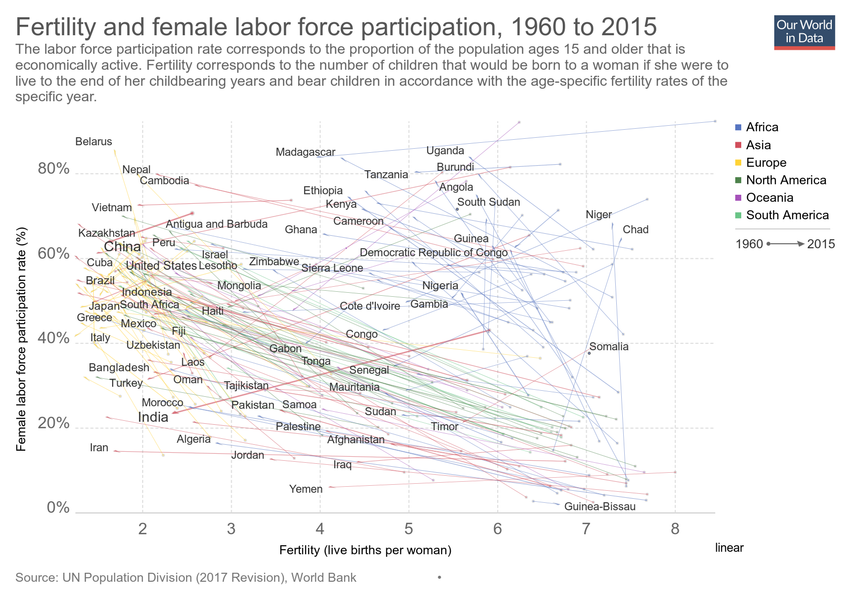 Fertility and female labor force participation, 1960 to 2015
Our World
in Data
The labor force participation rate corresponds to the proportion of the population ages 15 and older that is
economically active. Fertility corresponds to the number of children that would be born to a woman if she were to
live to the end of her childbearing years and bear children in accordance with the age-specific fertility rates of the
specific year.
Africa
Asia
Europe
North America
Oceania
South America
1960 2015
Female labor force participation rate (%)
80%
60%
40%
20%
0%
Belarus
Madagascar
Uganda
Nepal
Burundi
Cambodia
Tanzania
Angola
Ethiopia
Kenya
South Sudan
Vietnam
Niger
Antigua and Barbuda
Cameroon
Kazakhstan
Ghana
Chad
China
Peru
Guinea
Israel
Democratic Republic of Congo
Cuba
United States
Lesotho
Zimbabwe
Sierra Leone
Brazil
Mongolia
Nigeria
Indonesia
Japan
South Africa
Haiti
Cote d'Ivoire
Gambia
Greece
Mexico
Fiji
Italy
Uzbekistan
Congo
Gabon
Somalia
Laos
Tonga
Bangladesh
Senegal
Turkey
Oman
Tajikistan
Mauritania
Morocco
Pakistan
Samoa
India
Sudan
Palestine
Timor
Algeria
Afghanistan
Iran
Jordan
Iraq
Yemen
Guinea-Bissau
2 3 4 5 6 7 8
Fertility (live births per woman)
linear
Source: UN Population Division (2017 Revision), World Bank